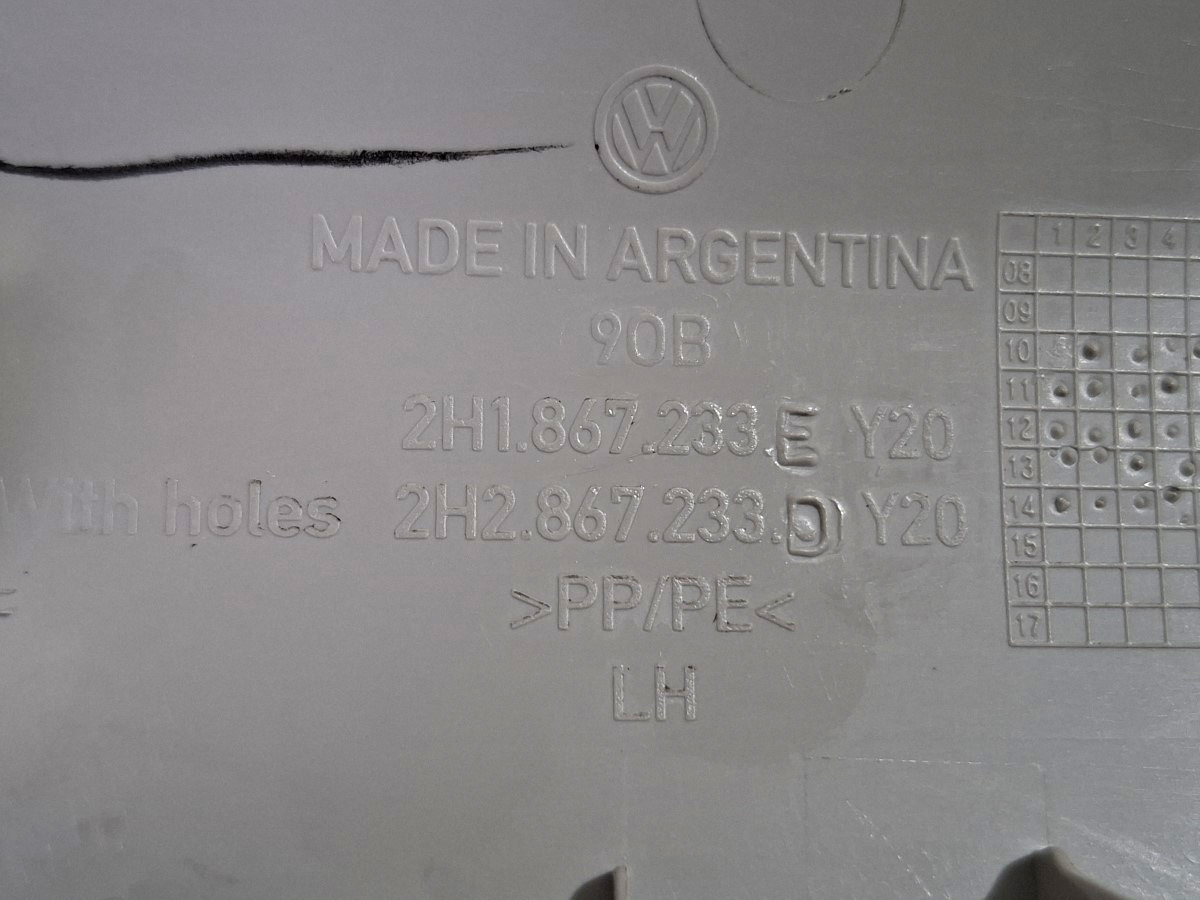 MADE IN ARGENTINA
90B
2H1.867.233.E Y20
With holes 2H2.867.233.D Y20
>PP/PE<
LH
1 2 3 4
08
09
10
11
12
13
14
15
16
17